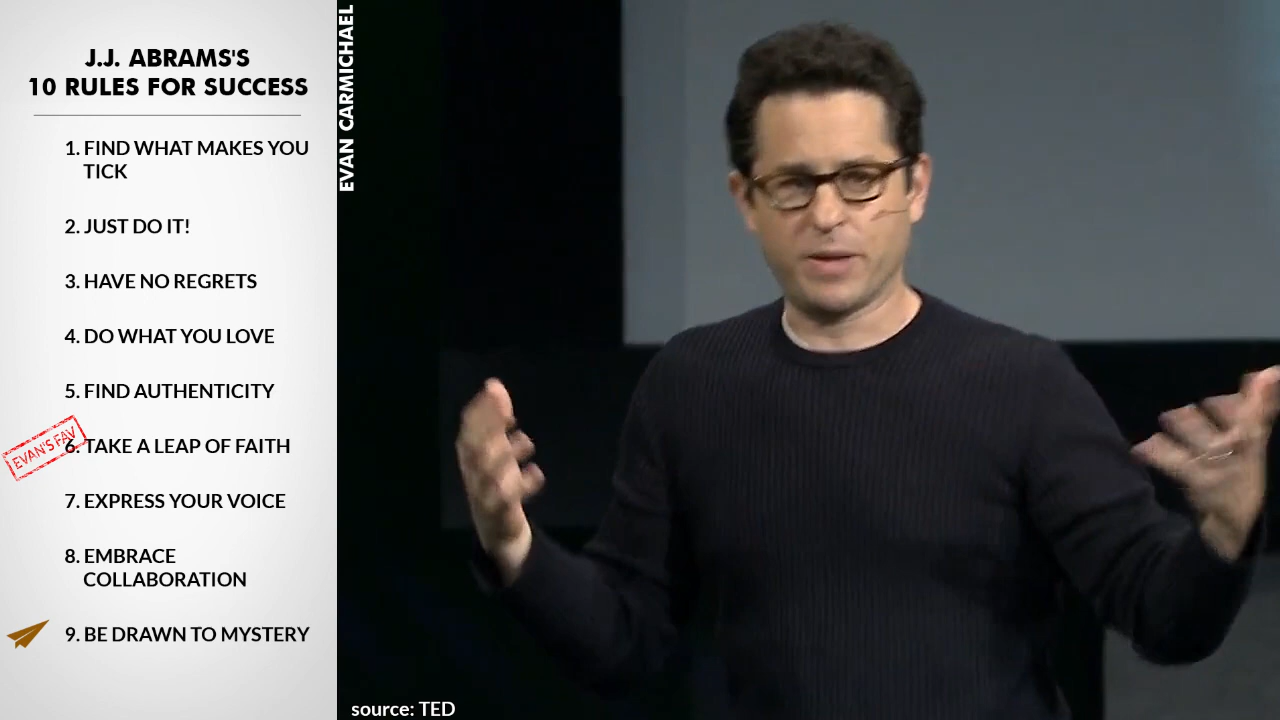 J.J. ABRAMS'S
10 RULES FOR SUCCESS
1. FIND WHAT MAKES YOU
TICK
2. JUST DO IT!
3. HAVE NO REGRETS
4. DO WHAT YOU LOVE
5. FIND AUTHENTICITY
EVAN'S FAV
6. TAKE A LEAP OF FAITH
7. EXPRESS YOUR VOICE
8. EMBRACE
COLLABORATION
9. BE DRAWN TO MYSTERY
EVAN CARMICHAEL
source: TED